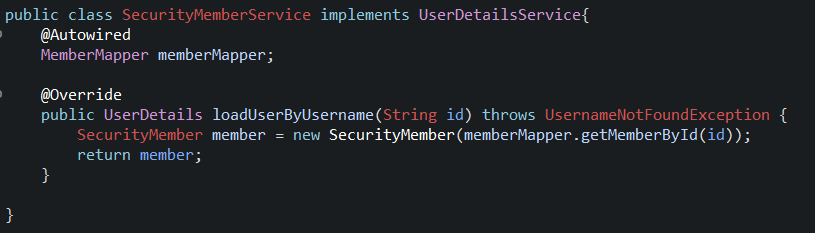 public class SecurityMemberService implements UserDetailsService{
@Autowired
MemberMapper memberMapper;
@Override
public UserDetails loadUserByUsername(String id) throws UsernameNotFoundException {
SecurityMember member = new SecurityMember(memberMapper.getMemberById(id));
return member;
}
}